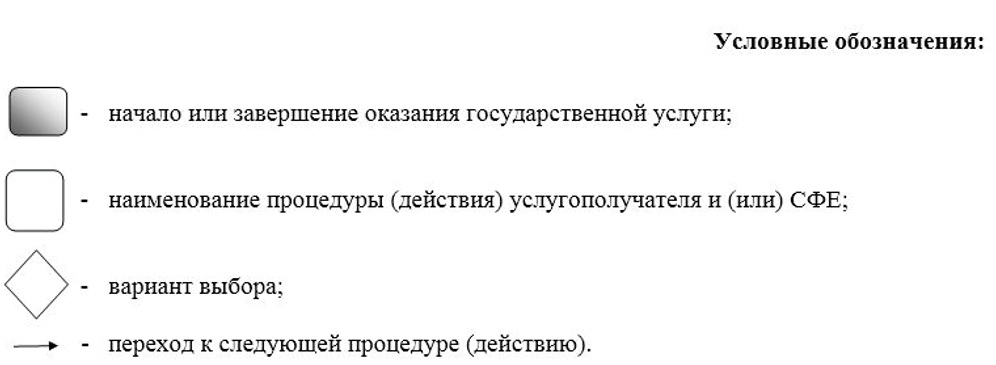 Условные обозначения:
- начало или завершение оказания государственной услуги;
- наименование процедуры (действия) услугополучателя и (или) СФЕ;
- вариант выбора;
- переход к следующей процедуре (действию).